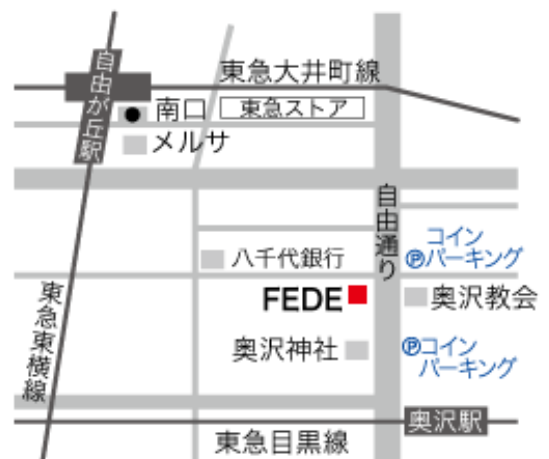 東急大井町線
自由が丘駅
南口
東急ストア
メルサ
自由通り
コイン
Ⓟパーキング
八千代銀行
FEDE
奥沢教会
東急東横線
奥沢神社
Ⓟコイン
パーキング
奥沢駅
東急目黒線